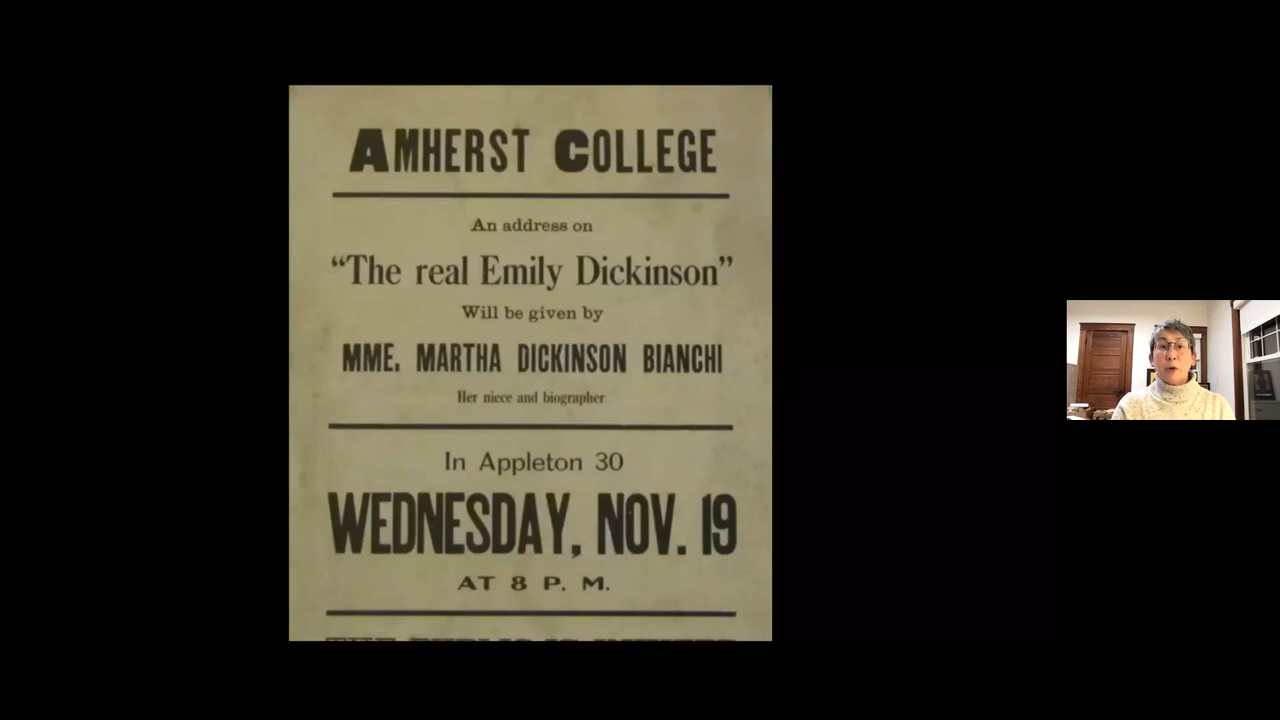 AMHERST COLLEGE
An address on
“The real Emily Dickinson”
Will be given by
MME. MARTHA DICKINSON BIANCHI
Her niece and biographer
In Appleton 30
WEDNESDAY, NOV. 19
AT 8 P. M.